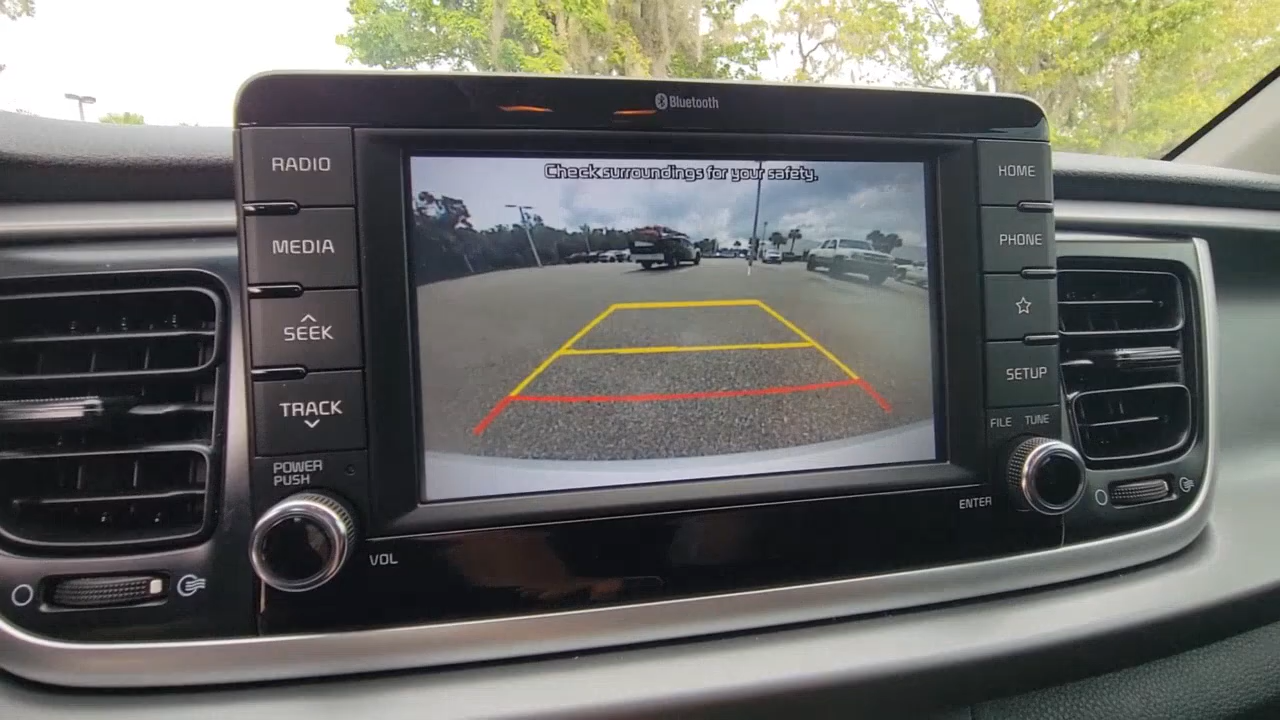 Bluetooth
RADIO
MEDIA
SEEK
TRACK
POWER
PUSH
VOL
Check surroundings for your safety.
HOME
PHONE
SETUP
FILE TUNE
ENTER